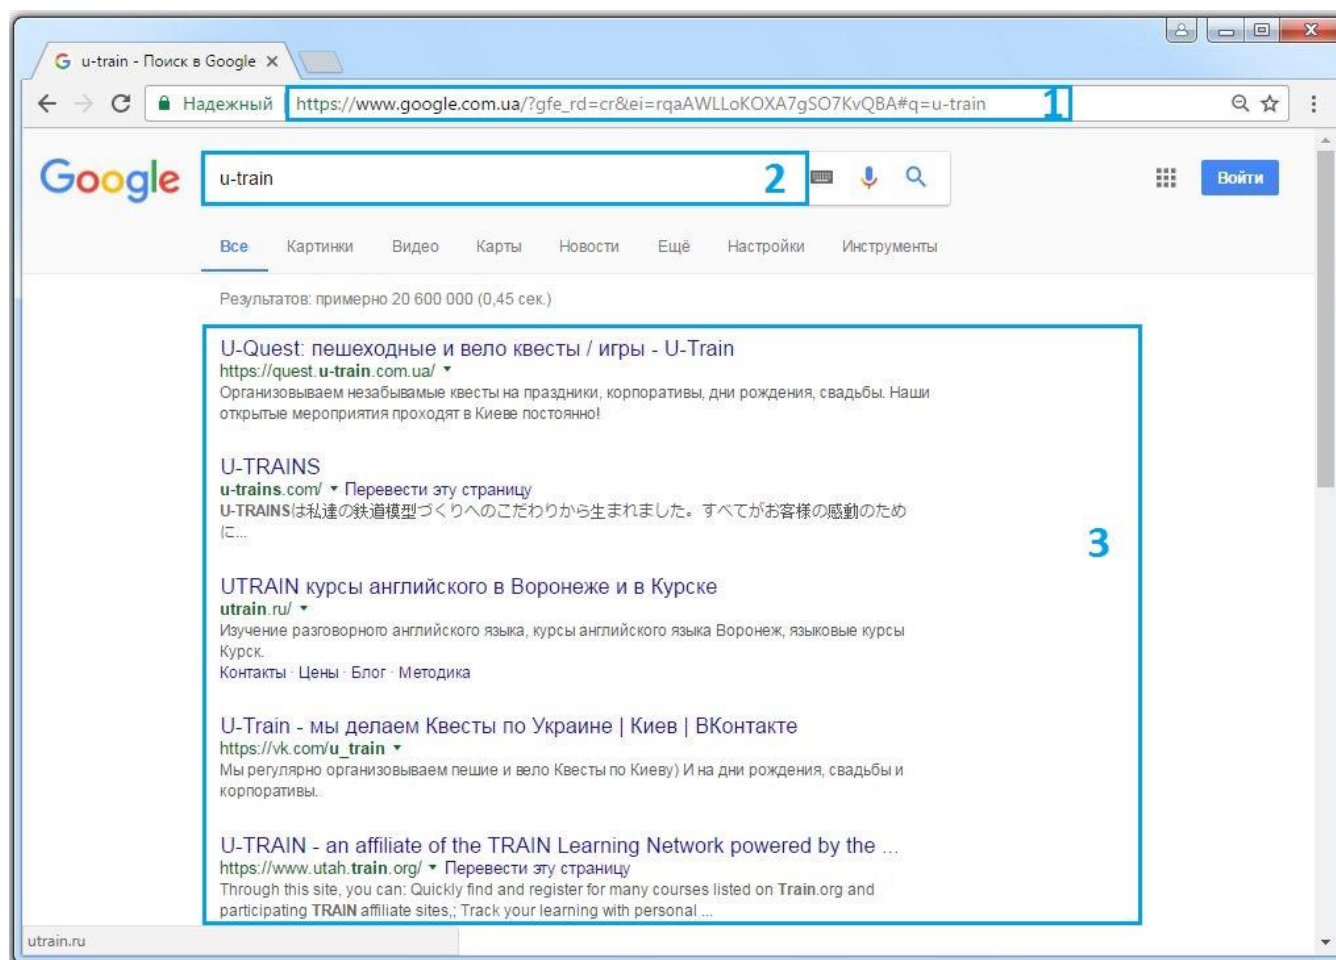 u-train - Поиск в Google
Надежный https://www.google.com.ua/?gfe_rd=cr&ei=rqaAWLLoKOXA7gSO7KvQBA#q=u-train 1
Google u-train 2 Войти
Все Картинки Видео Карты Новости Ещё Настройки Инструменты
Результатов: примерно 20 600 000 (0,45 сек.)
U-Quest: пешеходные и вело квесты / игры - U-Train
https://quest.u-train.com.ua/
Организовываем незабывамые квесты на праздники, корпоративы, дни рождения, свадьбы. Наши
открытые мероприятия проходят в Киеве постоянно!
U-TRAINS
u-trains.com/ Перевести эту страницу
U-TRAINSは私達の鉄道模型づくりへのこだわりから生まれました。すべてがお客様の感動のため
に...
3
UTRAIN курсы английского в Воронеже и в Курске
utrain.ru/
Изучение разговорного английского языка, курсы английского языка Воронеж, языковые курсы
Курск.
Контакты · Цены · Блог · Методика
U-Train - мы делаем Квесты по Украине | Киев | ВКонтакте
https://vk.com/u_train
Мы регулярно организовываем пешие и вело Квесты по Киеву) И на дни рождения, свадьбы и
корпоративы.
U-TRAIN - an affiliate of the TRAIN Learning Network powered by the ...
https://www.utah.train.org/ Перевести эту страницу
Through this site, you can: Quickly find and register for many courses listed on Train.org and
participating TRAIN affiliate sites,; Track your learning with personal ...
utrain.ru